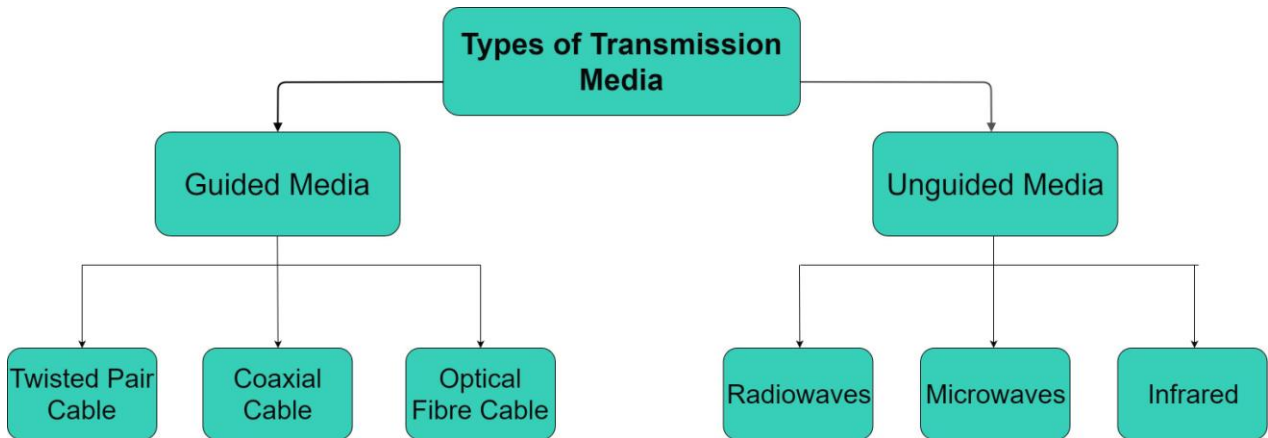 Types of Transmission
Media
Guided Media
Unguided Media
Twisted Pair
Cable
Coaxial
Cable
Optical
Fibre Cable
Radiowaves
Microwaves
Infrared